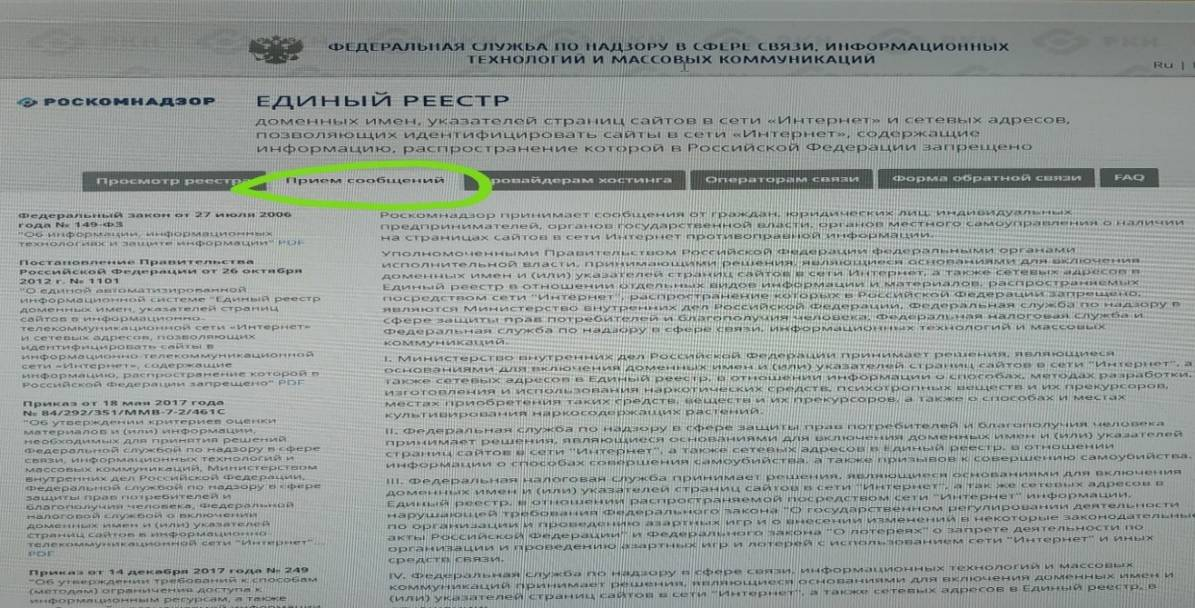 ФЕДЕРАЛЬНАЯ СЛУЖБА ПО НАДЗОРУ В СФЕРЕ СВЯЗИ, ИНФОРМАЦИОННЫХ
ТЕХНОЛОГИЙ И МАССОВЫХ КОММУНИКАЦИЙ
Ru |
РОСКОМНАДЗОР
ЕДИНЫЙ РЕЕСТР
доменных имен, указателей страниц сайтов в сети «Интернет» и сетевых адресов,
позволяющих идентифицировать сайты в сети «Интернет», содержащие
информацию, распространение которой в Российской Федерации запрещено
Просмотр реестра
Прием сообщений
ровайдерам хостинга
Операторам связи
Форма обратной связи
FAQ
Федеральный закон от 27 июля 2006
года № 149-ФЗ
"Об информации, информационных
технологиях и защите информации" PDF
Постановление Правительства
Российской Федерации от 26 октября
2012 г. № 1101
"О единой автоматизированной
информационной системе "Единый реестр
доменных имен, указателей страниц
сайтов в информационно-
телекоммуникационной сети «Интернет»
и сетевых адресов, позволяющих
идентифицировать сайты в
информационно-телекоммуникационной
сети «Интернет», содержащие
информацию, распространение которой в
Российской Федерации запрещено" PDF
Приказ от 18 мая 2017 года
№ 84/292/351/ММВ-7-2/461С
"Об утверждении критериев оценки
материалов и (или) информации,
необходимых для принятия решений
Федеральной службой по надзору в сфере
связи, информационных технологий и
массовых коммуникаций, Министерством
внутренних дел Российской Федерации,
Федеральной службой по надзору в сфере
защиты прав потребителей и
благополучия человека, Федеральной
налоговой службой о включении
доменных имен и (или) указателей
страниц сайтов в информационно-
телекоммуникационной сети "Интернет"...
PDF
Приказ от 14 декабря 2017 года № 249
"Об утверждении требований к способам
(методам) ограничения доступа к
информационным ресурсам, а также
Роскомнадзор принимает сообщения от граждан, юридических лиц, индивидуальных
предпринимателей, органов государственной власти, органов местного самоуправления о наличии
на страницах сайтов в сети Интернет противоправной информации.
Уполномоченными Правительством Российской Федерации федеральными органами
исполнительной власти, принимающими решения, являющиеся основаниями для включения
доменных имен и (или) указателей страниц сайтов в сети Интернет, а также сетевых адресов в
Единый реестр в отношении отдельных видов информации и материалов, распространяемых
посредством сети "Интернет", распространение которых в Российской Федерации запрещено,
являются Министерство внутренних дел Российской Федерации, Федеральная служба по надзору в
сфере защиты прав потребителей и благополучия человека, Федеральная налоговая служба и
Федеральная служба по надзору в сфере связи, информационных технологий и массовых
коммуникаций.
I. Министерство внутренних дел Российской Федерации принимает решения, являющиеся
основаниями для включения доменных имен и (или) указателей страниц сайтов в сети "Интернет", а
также сетевых адресов в Единый реестр, в отношении информации о способах, методах разработки,
изготовления и использования наркотических средств, психотропных веществ и их прекурсоров,
местах приобретения таких средств, веществ и их прекурсоров, а также о способах и местах
культивирования наркосодержащих растений.
II. Федеральная служба по надзору в сфере защиты прав потребителей и благополучия человека
принимает решения, являющиеся основаниями для включения доменных имен и (или) указателей
страниц сайтов в сети "Интернет", а также сетевых адресов в Единый реестр, в отношении
информации о способах совершения самоубийства, а также призывов к совершению самоубийства.
III. Федеральная налоговая служба принимает решения, являющиеся основаниями для включения
доменных имен и (или) указателей страниц сайтов в сети "Интернет", а так же сетевых адресов в
Единый реестр, в отношении распространяемой посредством сети "Интернет" информации,
нарушающей требования Федерального закона "О государственном регулировании деятельности
по организации и проведению азартных игр и о внесении изменений в некоторые законодательные
акты Российской Федерации" и Федерального закона "О лотереях" о запрете деятельности по
организации и проведению азартных игр и лотерей с использованием сети "Интернет" и иных
средств связи.
IV. Федеральная служба по надзору в сфере связи, информационных технологий и массовых
коммуникаций принимает решения, являющиеся основаниями для включения доменных имен и
(или) указателей страниц сайтов в сети "Интернет", а также сетевых адресов в Единый реестр, в